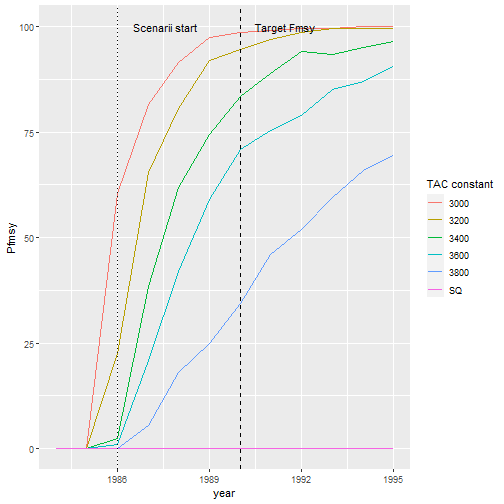 Scenarii start
Target Fmsy
100
75
50
25
0
Pfmsy
1986
1989
1992
1995
year
TAC constant
3000
3200
3400
3600
3800
SQ